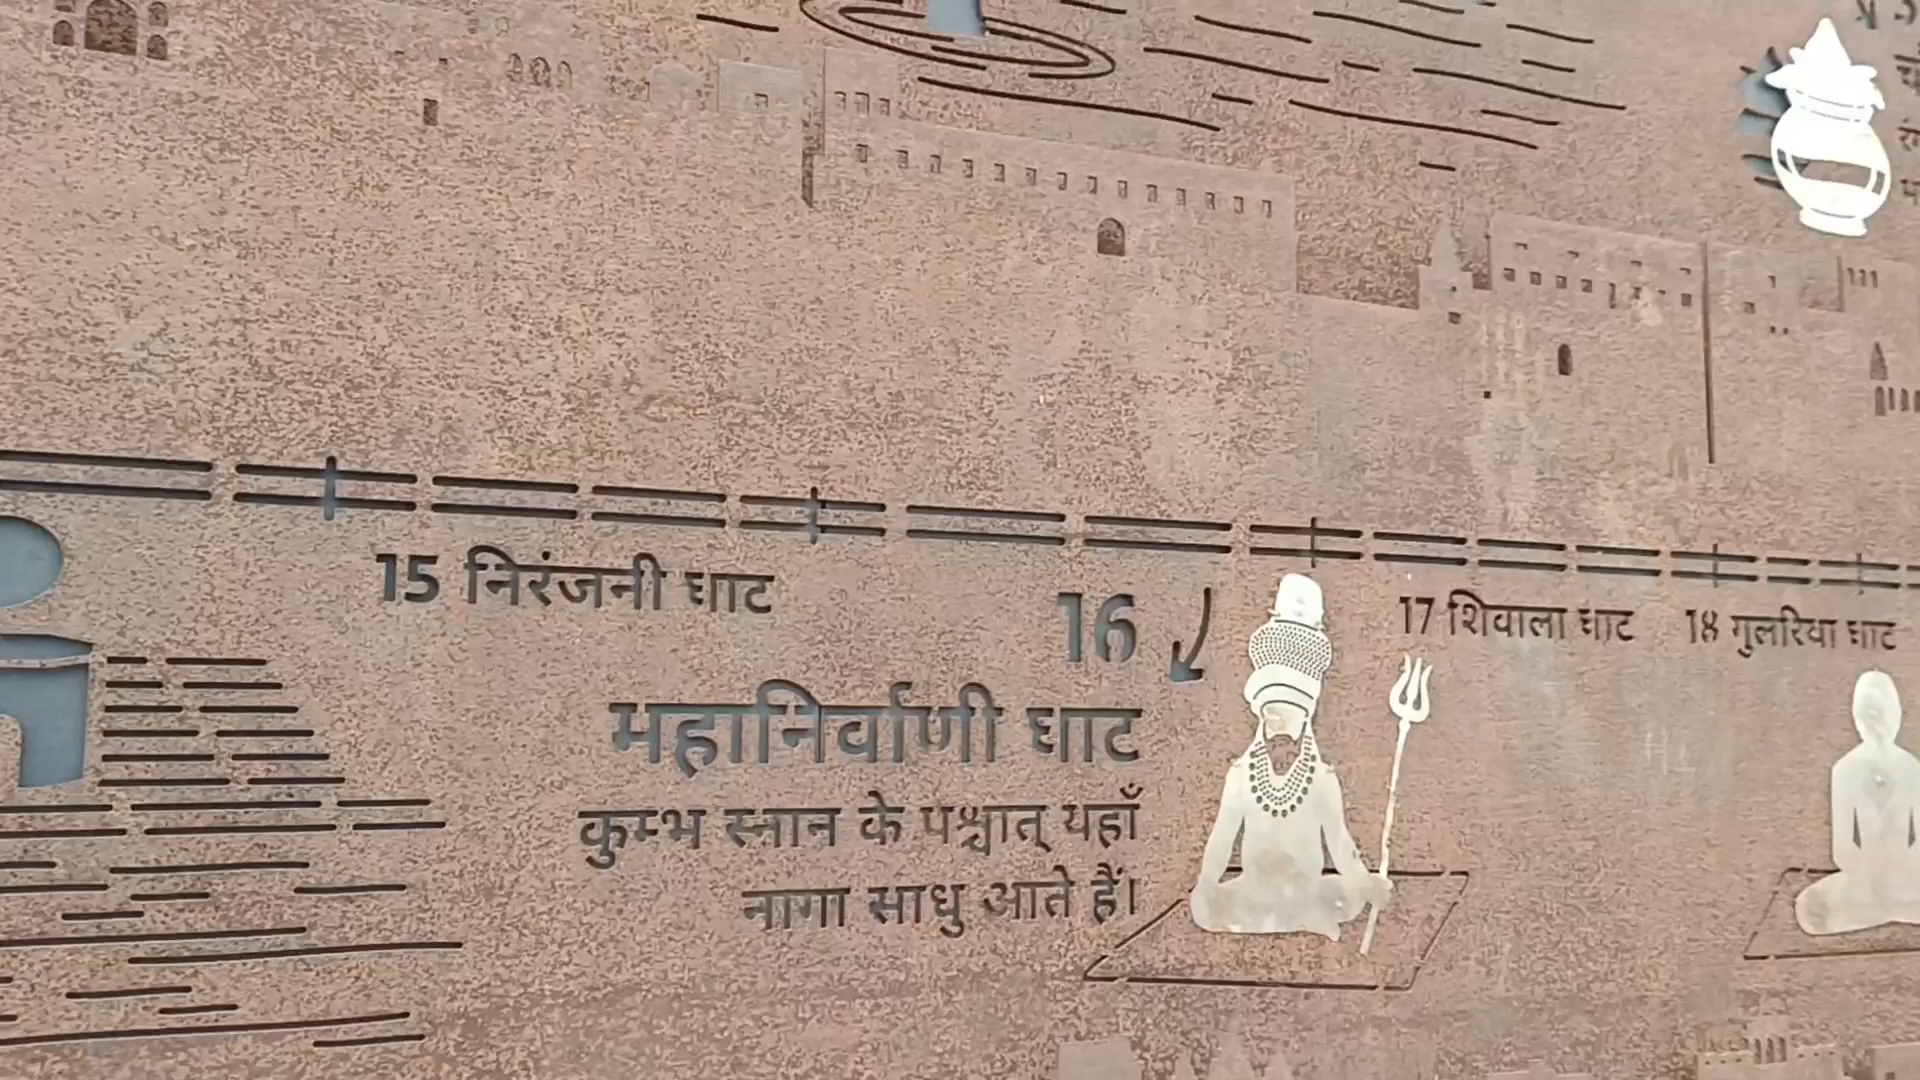 15 निरंजनी घाट
16
महानिर्वाणी घाट
कुम्भ स्नान के पश्चात् यहाँ
नागा साधु आते हैं।
17 शिवाला घाट
18 गुलरिया घाट